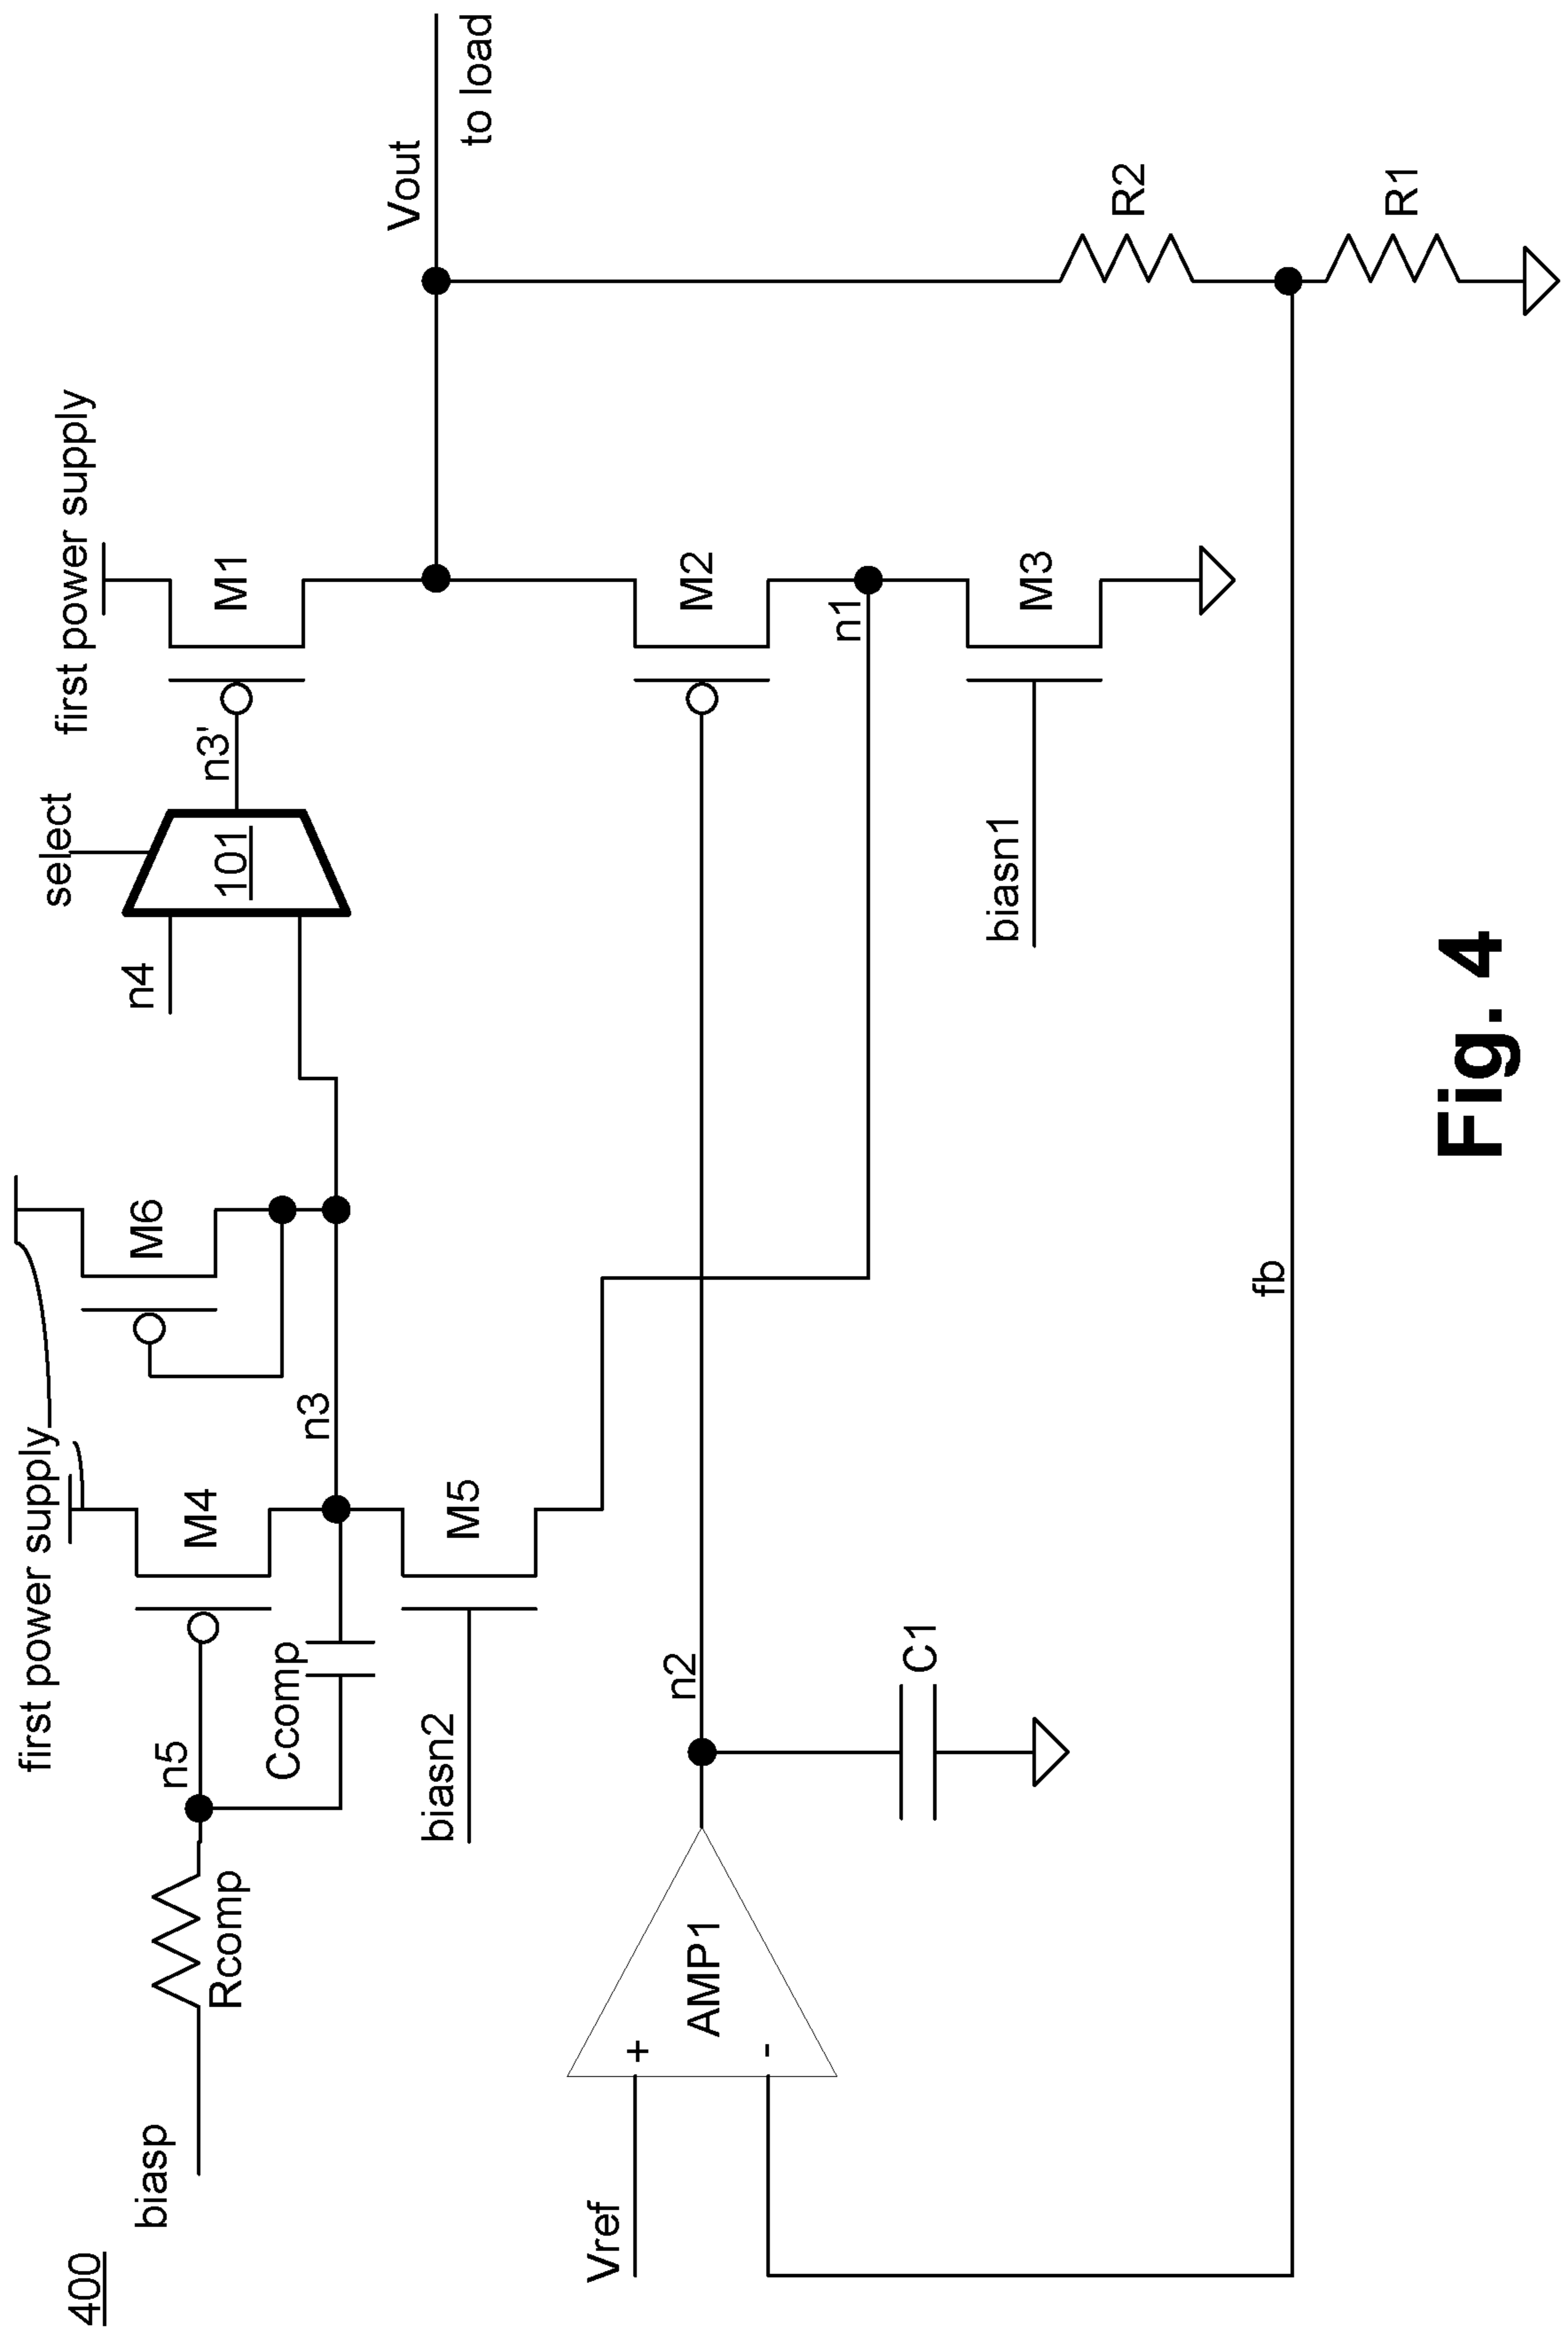 400
first power supply
first power supply
select
M6
M1
n4
101
n3'
biasp
Rcomp
n5
M4
Ccomp
n3
Vout
to load
biasn2
M5
Vref
+
-
AMP1
n2
C1
M2
n1
biasn1
M3
R2
R1
fb
Fig. 4